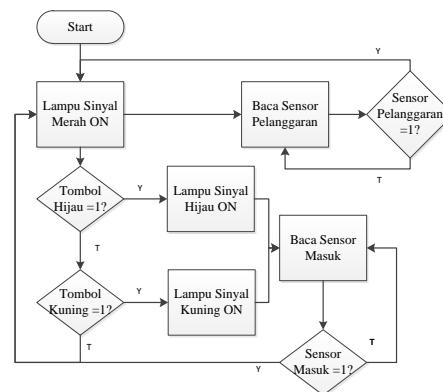 Start
Y
Lampu Sinyal
Merah ON
Baca Sensor
Pelanggaran
Sensor
Pelanggaran
=1?
T
Tombol
Hijau =1?
Y
Lampu Sinyal
Hijau ON
T
Baca Sensor
Masuk
Tombol
Kuning =1?
Y
Lampu Sinyal
Kuning ON
T
Y
Sensor
Masuk =1?
T